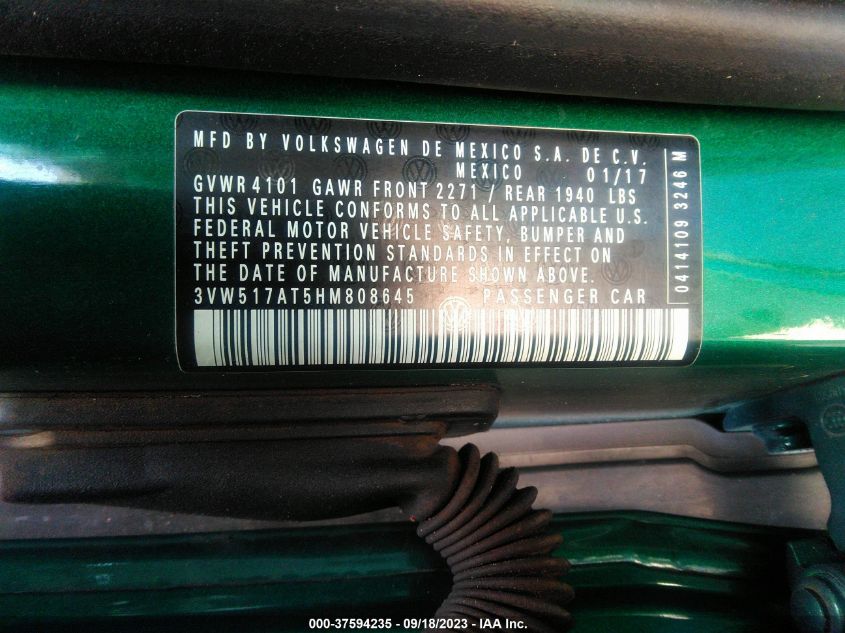 MFD BY VOLKSWAGEN DE MEXICO S.A. DE C.V.
MEXICO 01/17
GVWR 4101 GAWR FRONT 2271 / REAR 1940 LBS
THIS VEHICLE CONFORMS TO ALL APPLICABLE U.S.
FEDERAL MOTOR VEHICLE SAFETY, BUMPER AND
THEFT PREVENTION STANDARDS IN EFFECT ON
THE DATE OF MANUFACTURE SHOWN ABOVE.
3VW517AT5HM808645 PASSENGER CAR
0414109 3246 M
000-37594235 - 09/18/2023 - IAA Inc.